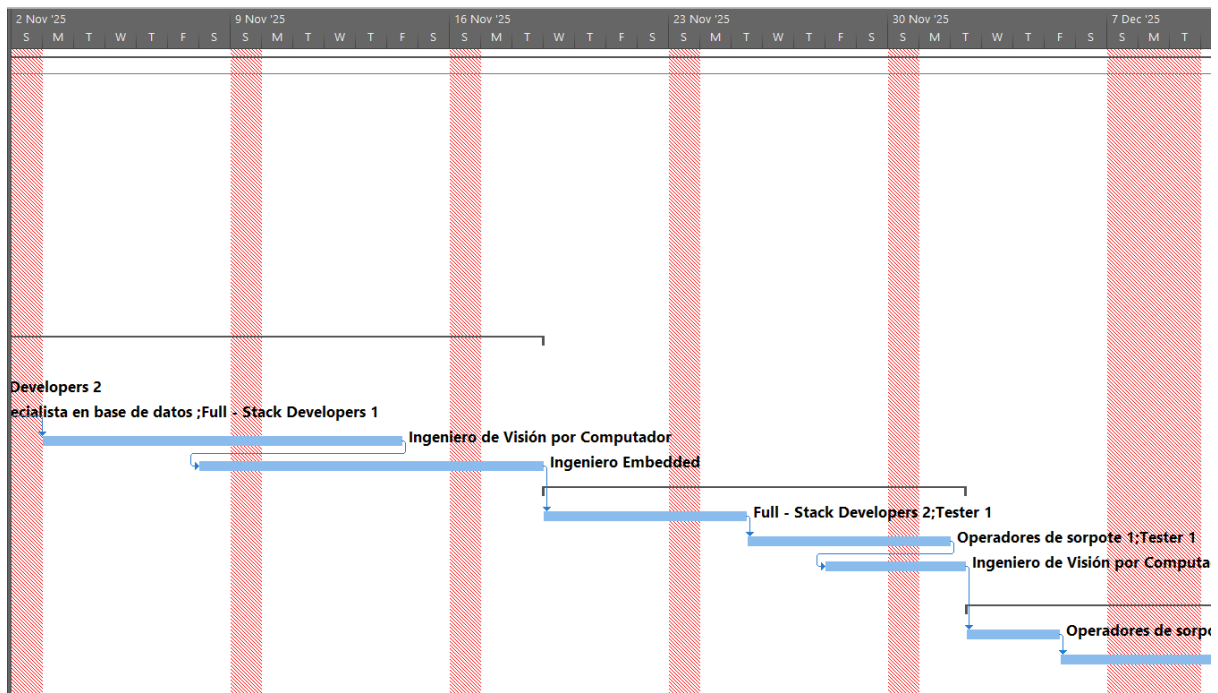 2 Nov '25 9 Nov '25 16 Nov '25 23 Nov '25 30 Nov '25 7 Dec '25
S M T W T F S S M T W T F S S M T W T F S S M T W T F S S M T W T F S S M T
Developers 2
ecialista en base de datos ;Full - Stack Developers 1
Ingeniero de Visión por Computador
Ingeniero Embedded
Full - Stack Developers 2;Tester 1
Operadores de sorpote 1;Tester 1
Ingeniero de Visión por Computa
Operadores de sorpo